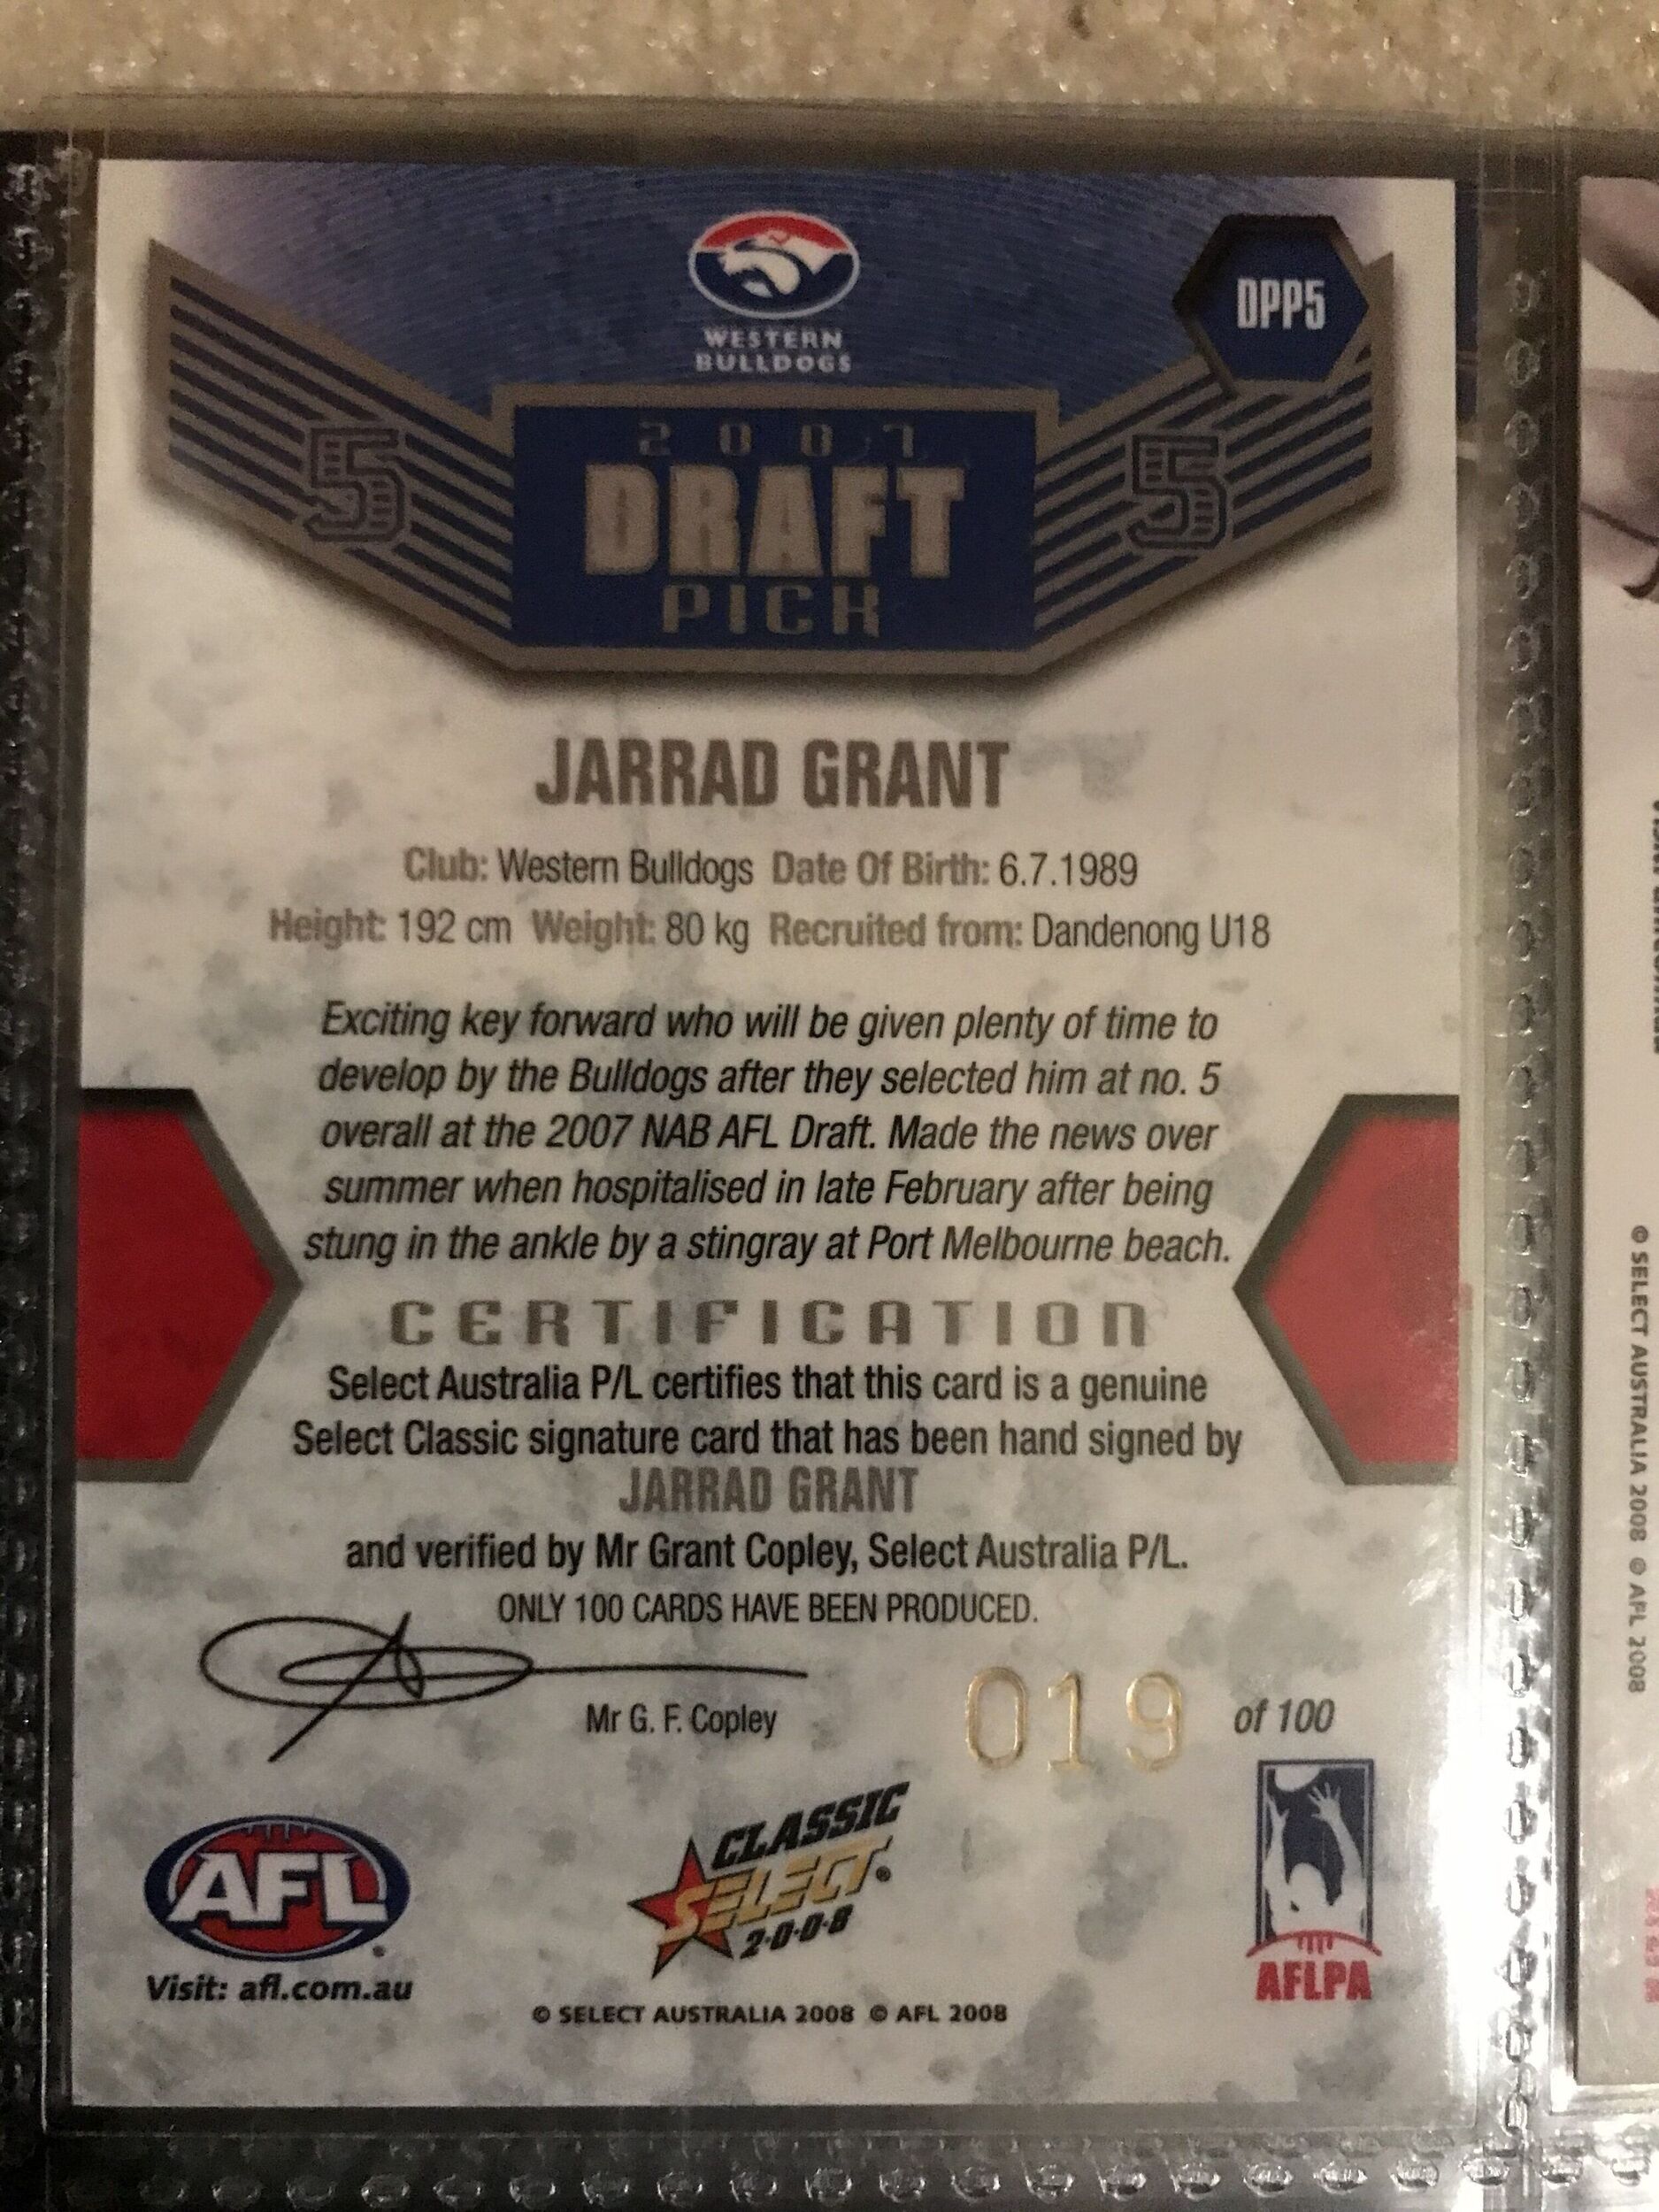 WESTERN
BULLDOGS
DPP5
2007
5 DRAFT 5
PICK
JARRAD GRANT
Club: Western Bulldogs Date Of Birth: 6.7.1989
Height: 192 cm Weight: 80 kg Recruited from: Dandenong U18
Exciting key forward who will be given plenty of time to
develop by the Bulldogs after they selected him at no. 5
overall at the 2007 NAB AFL Draft. Made the news over
summer when hospitalised in late February after being
stung in the ankle by a stingray at Port Melbourne beach.
CERTIFICATION
Select Australia P/L certifies that this card is a genuine
Select Classic signature card that has been hand signed by
JARRAD GRANT
and verified by Mr Grant Copley, Select Australia P/L.
ONLY 100 CARDS HAVE BEEN PRODUCED.
Mr G. F. Copley
019 of 100
AFL
Visit: afl.com.au
CLASSIC
SELECT
2·0·0·8
AFLPA
© SELECT AUSTRALIA 2008 © AFL 2008
© SELECT AUSTRALIA 2008 © AFL 2008